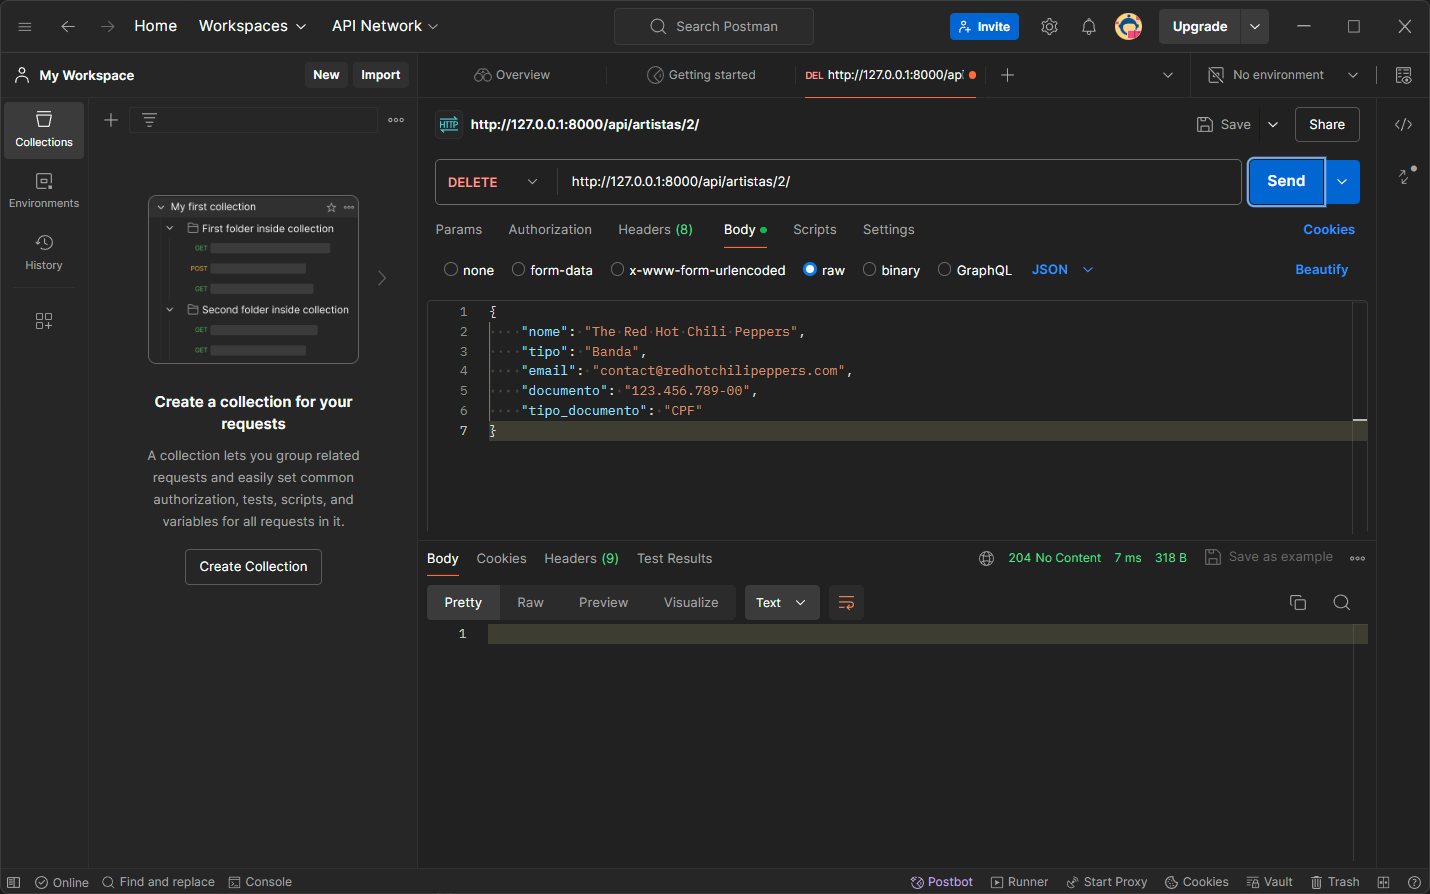 Home
Workspaces
API Network
Search Postman
Invite
Upgrade
My Workspace
New
Import
Overview
Getting started
DEL http://127.0.0.1:8000/api
No environment
Collections
Environments
History
My first collection
First folder inside collection
GET
POST
GET
Second folder inside collection
GET
GET
Create a collection for your
requests
A collection lets you group related
requests and easily set common
authorization, tests, scripts, and
variables for all requests in it.
Create Collection
HTTP http://127.0.0.1:8000/api/artistas/2/
Save
Share
DELETE
http://127.0.0.1:8000/api/artistas/2/
Send
Params
Authorization
Headers (8)
Body
Scripts
Settings
Cookies
none
form-data
x-www-form-urlencoded
raw
binary
GraphQL
JSON
Beautify
1 {
2 "nome": "The Red Hot Chili Peppers",
3 "tipo": "Banda",
4 "email": "contact@redhotchilipeppers.com",
5 "documento": "123.456.789-00",
6 "tipo_documento": "CPF"
7 }
Body
Cookies
Headers (9)
Test Results
204 No Content
7 ms
318 B
Save as example
Pretty
Raw
Preview
Visualize
Text
1
Online
Find and replace
Console
Postbot
Runner
Start Proxy
Cookies
Vault
Trash